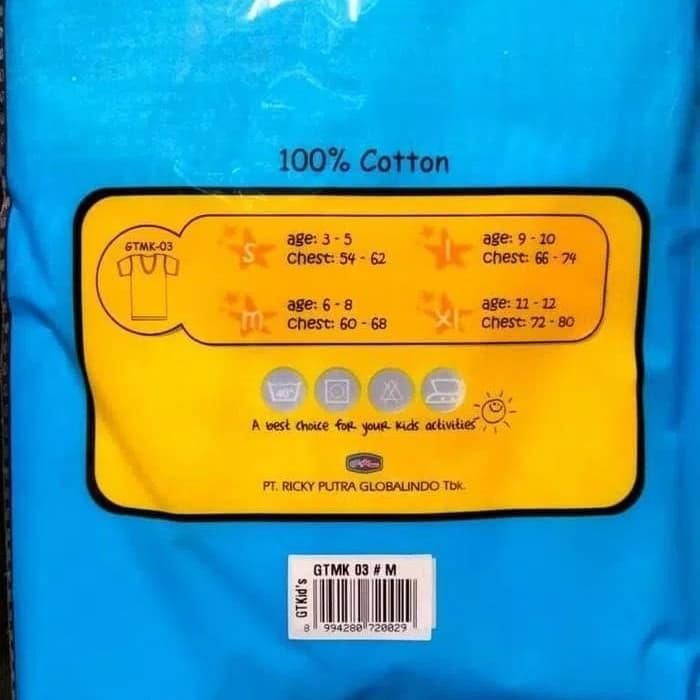 100% Cotton
GTMK-03
S
age: 3 - 5
Chest: 54 - 62
l
age: 9 - 10
Chest: 66 - 74
m
age: 6 - 8
Chest: 60 - 68
xl
age: 11 - 12
Chest: 72 - 80
40°
A best choice for your kids activities
PT. RICKY PUTRA GLOBALINDO Tbk.
GTMK 03 # M
GTKid's
8 994280 720029